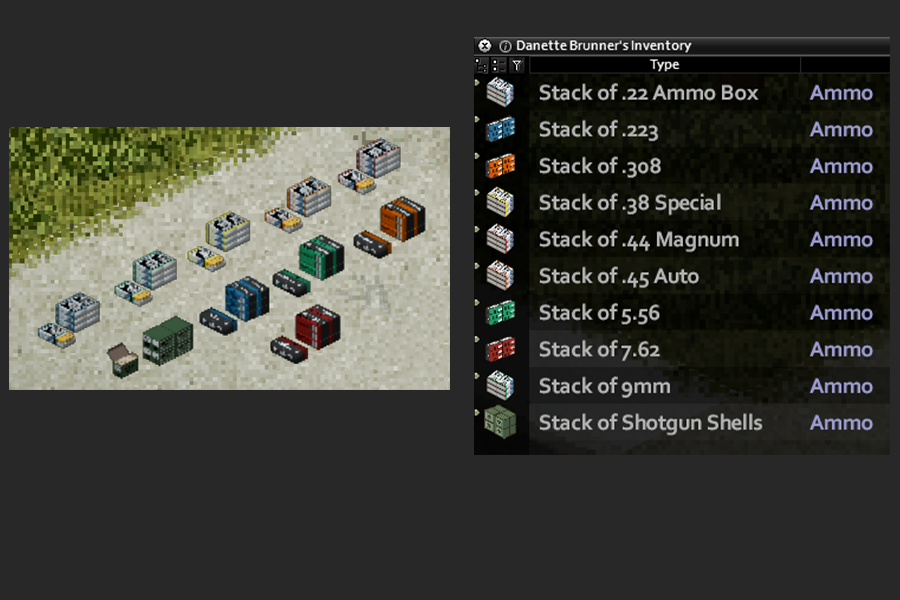 Danette Brunner's Inventory
Type
Stack of .22 Ammo Box Ammo
Stack of .223 Ammo
Stack of .308 Ammo
Stack of .38 Special Ammo
Stack of .44 Magnum Ammo
Stack of .45 Auto Ammo
Stack of 5.56 Ammo
Stack of 7.62 Ammo
Stack of 9mm Ammo
Stack of Shotgun Shells Ammo